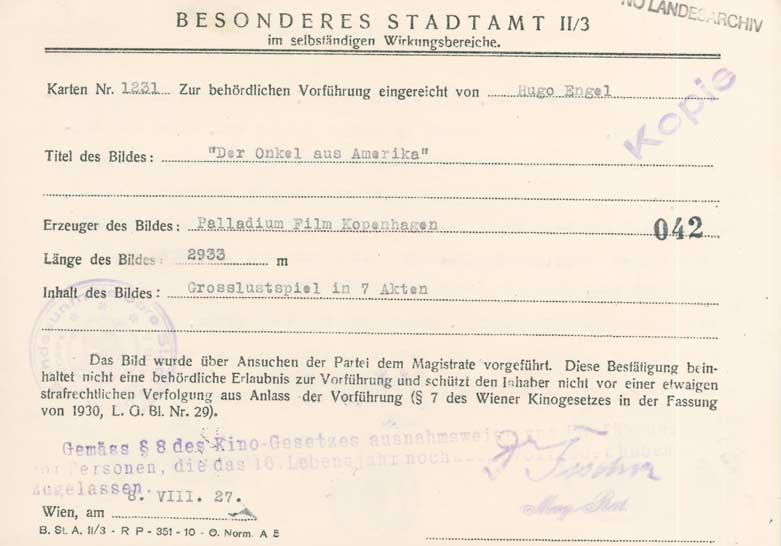 BESONDERES STADTAMT II/3
NÖ LANDESARCHIV
im selbständigen Wirkungsbereiche.
Karten Nr. 1231 Zur behördlichen Vorführung eingereicht von Hugo Engel
Kopie
Titel des Bildes: "Der Onkel aus Amerika"
Erzeuger des Bildes: Palladium Film Kopenhagen 042
Länge des Bildes: 2933 m
Inhalt des Bildes: Grosslustspiel in 7 Akten
Das Bild wurde über Ansuchen der Partei dem Magistrate vorgeführt. Diese Bestätigung bein-
haltet nicht eine behördliche Erlaubnis zur Vorführung und schützt den Inhaber nicht vor einer etwaigen
strafrechtlichen Verfolgung aus Anlass der Vorführung (§ 7 des Wiener Kinogesetzes in der Fassung
von 1930, L. G. Bl. Nr. 29).
Gemäss § 8 des Kino-Gesetzes
Personen, die das 16. Lebensjahr noch
zugelassen.
8. VIII. 27.
Wien, am
B. St. A. II/3 - R P - 351 - 10 - Ö. Norm. A 5